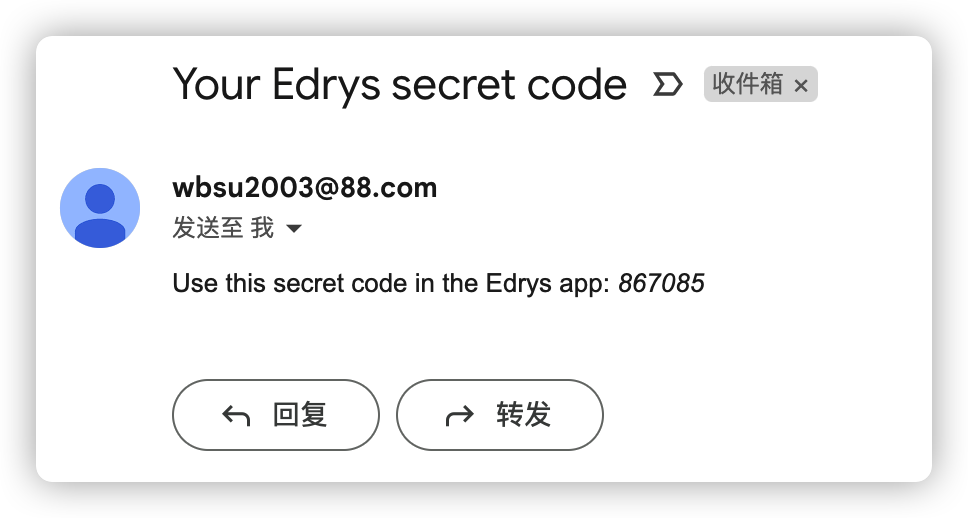 Your Edrys secret code 收件箱 ×
wbsu2003@88.com
发送至 我
Use this secret code in the Edrys app: 867085
回复 转发